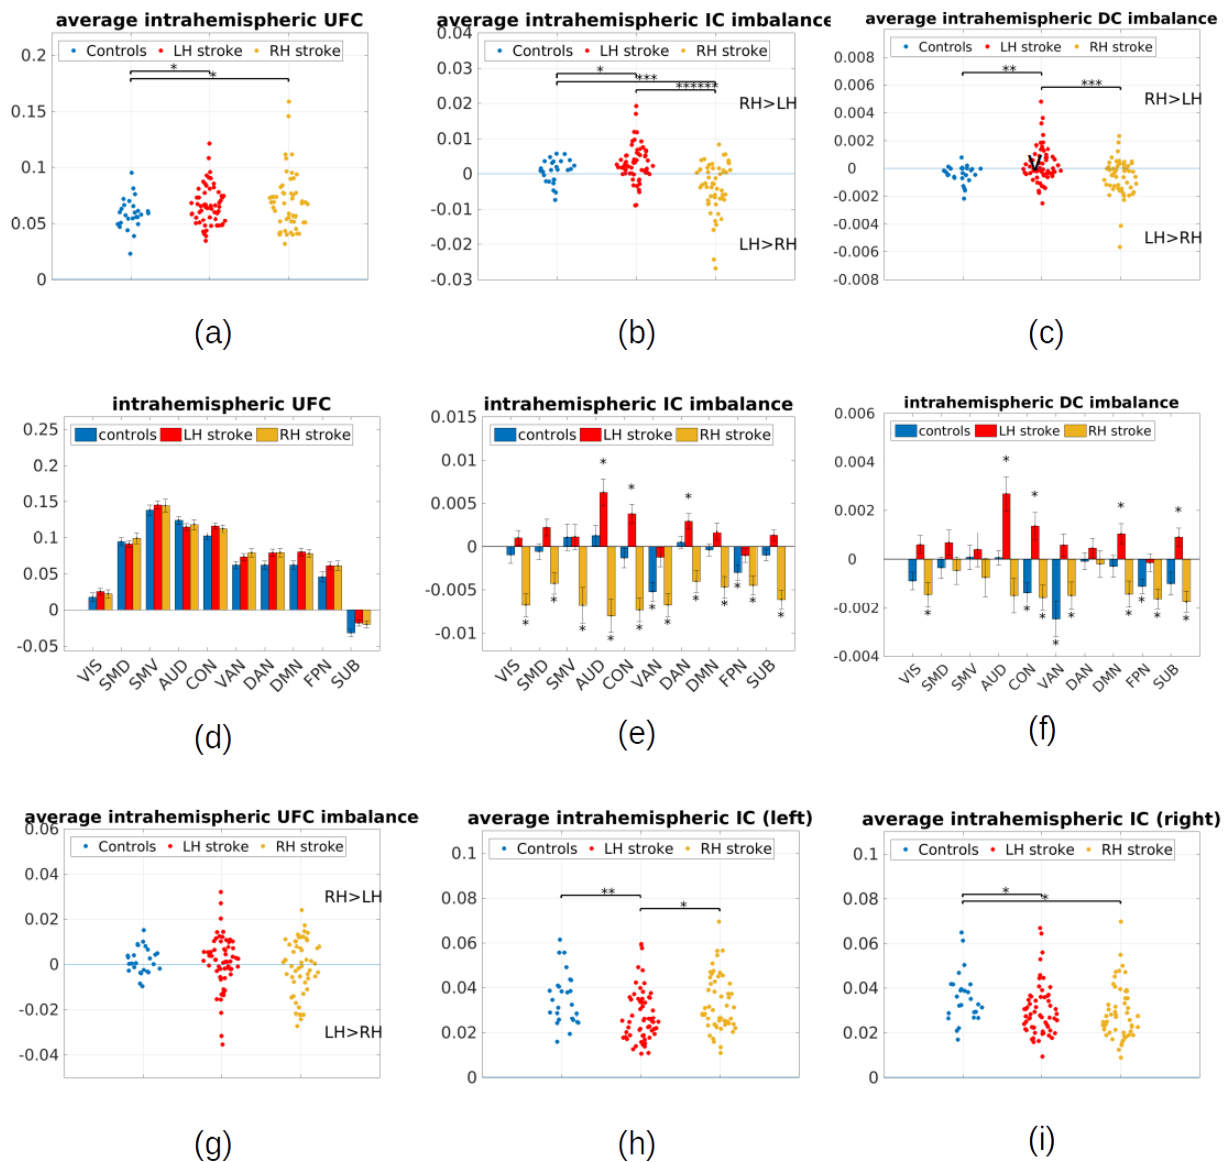 average intrahemispheric UFC
Controls LH stroke RH stroke
0.2
0.15
0.1
0.05
0
*
*
(a)
average intrahemispheric IC imbalance
Controls LH stroke RH stroke
0.04
0.03
0.02
0.01
0
-0.01
-0.02
-0.03
*
***
******
RH>LH
LH>RH
(b)
average intrahemispheric DC imbalance
Controls LH stroke RH stroke
0.008
0.006
0.004
0.002
0
-0.002
-0.004
-0.006
-0.008
**
***
RH>LH
V
LH>RH
(c)
intrahemispheric UFC
controls LH stroke RH stroke
0.25
0.2
0.15
0.1
0.05
0
-0.05
VIS SMD SMV AUD CON VAN DAN DMN FPN SUB
(d)
intrahemispheric IC imbalance
controls LH stroke RH stroke
0.015
0.01
0.005
0
-0.005
-0.01
* * *
* * * * * * * * * *
VIS SMD SMV AUD CON VAN DAN DMN FPN SUB
(e)
intrahemispheric DC imbalance
controls LH stroke RH stroke
0.006
0.004
0.002
0
-0.002
-0.004
* * * *
* * * * * * * * *
VIS SMD SMV AUD CON VAN DAN DMN FPN SUB
(f)
average intrahemispheric UFC imbalance
Controls LH stroke RH stroke
0.06
0.04
0.02
0
-0.02
-0.04
RH>LH
LH>RH
(g)
average intrahemispheric IC (left)
Controls LH stroke RH stroke
0.1
0.08
0.06
0.04
0.02
0
**
*
(h)
average intrahemispheric IC (right)
Controls LH stroke RH stroke
0.1
0.08
0.06
0.04
0.02
0
*
*
(i)